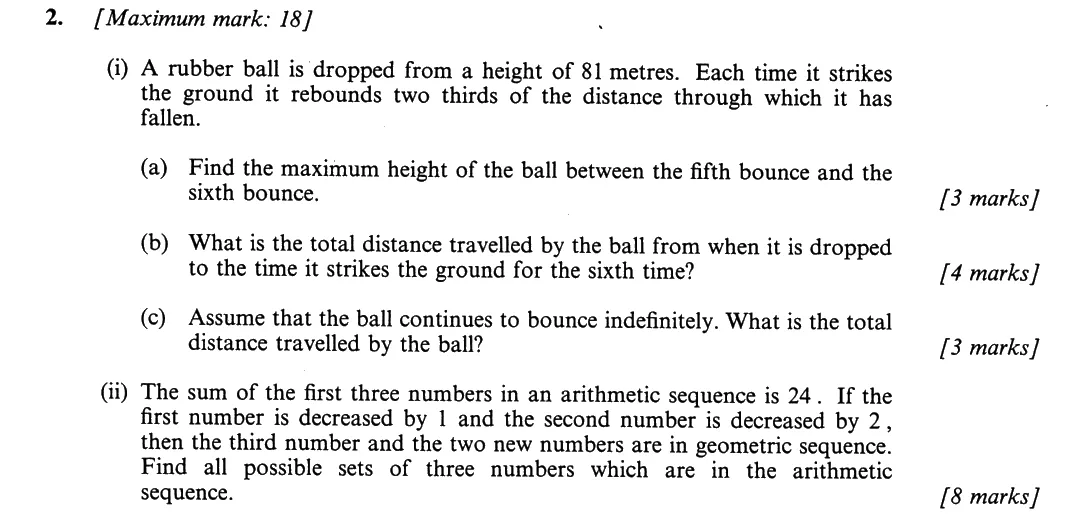 2. [Maximum mark: 18]
(i) A rubber ball is dropped from a height of 81 metres. Each time it strikes
the ground it rebounds two thirds of the distance through which it has
fallen.
(a) Find the maximum height of the ball between the fifth bounce and the
sixth bounce. [3 marks]
(b) What is the total distance travelled by the ball from when it is dropped
to the time it strikes the ground for the sixth time? [4 marks]
(c) Assume that the ball continues to bounce indefinitely. What is the total
distance travelled by the ball? [3 marks]
(ii) The sum of the first three numbers in an arithmetic sequence is 24. If the
first number is decreased by 1 and the second number is decreased by 2,
then the third number and the two new numbers are in geometric sequence.
Find all possible sets of three numbers which are in the arithmetic
sequence. [8 marks]